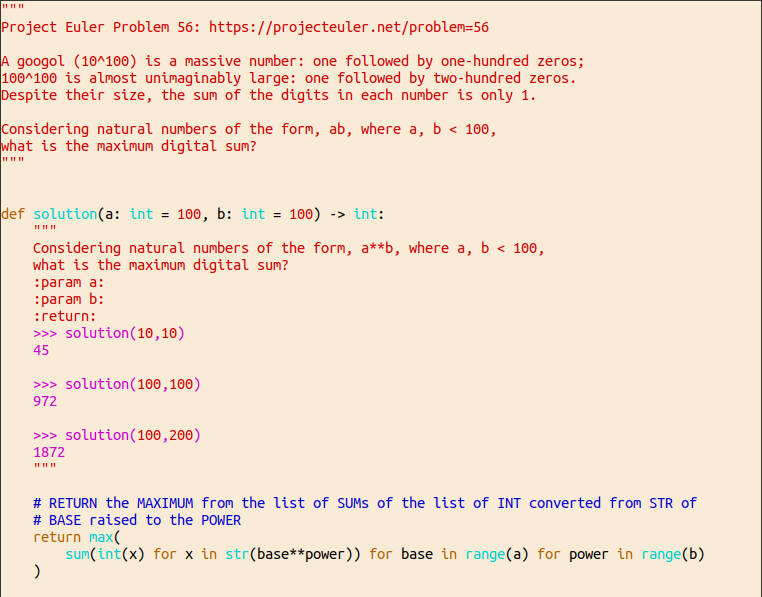 """
Project Euler Problem 56: https://projecteuler.net/problem=56

A googol (10^100) is a massive number: one followed by one-hundred zeros;
100^100 is almost unimaginably large: one followed by two-hundred zeros.
Despite their size, the sum of the digits in each number is only 1.

Considering natural numbers of the form, ab, where a, b < 100,
what is the maximum digital sum?
"""


def solution(a: int = 100, b: int = 100) -> int:
    """
    Considering natural numbers of the form, a**b, where a, b < 100,
    what is the maximum digital sum?
    :param a:
    :param b:
    :return:
    >>> solution(10,10)
    45

    >>> solution(100,100)
    972

    >>> solution(100,200)
    1872
    """

    # RETURN the MAXIMUM from the list of SUMs of the list of INT converted from STR of
    # BASE raised to the POWER
    return max(
        sum(int(x) for x in str(base**power)) for base in range(a) for power in range(b)
    )